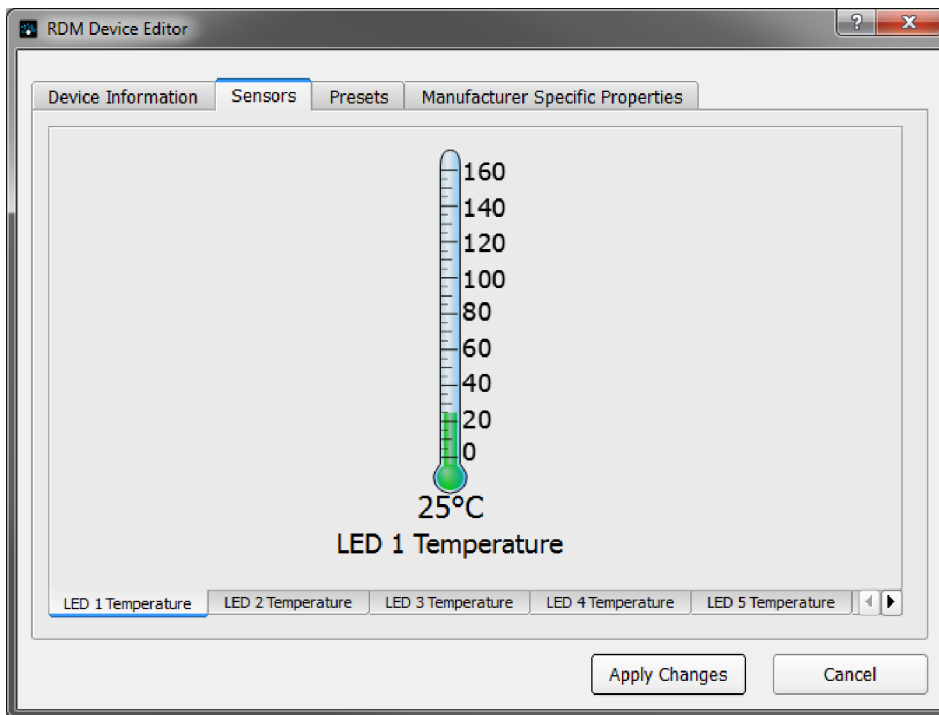 RDM Device Editor
?
Device Information Sensors Presets Manufacturer Specific Properties
160
140
120
100
80
60
40
20
0
25°C
LED 1 Temperature
LED 1 Temperature LED 2 Temperature LED 3 Temperature LED 4 Temperature LED 5 Temperature
Apply Changes Cancel